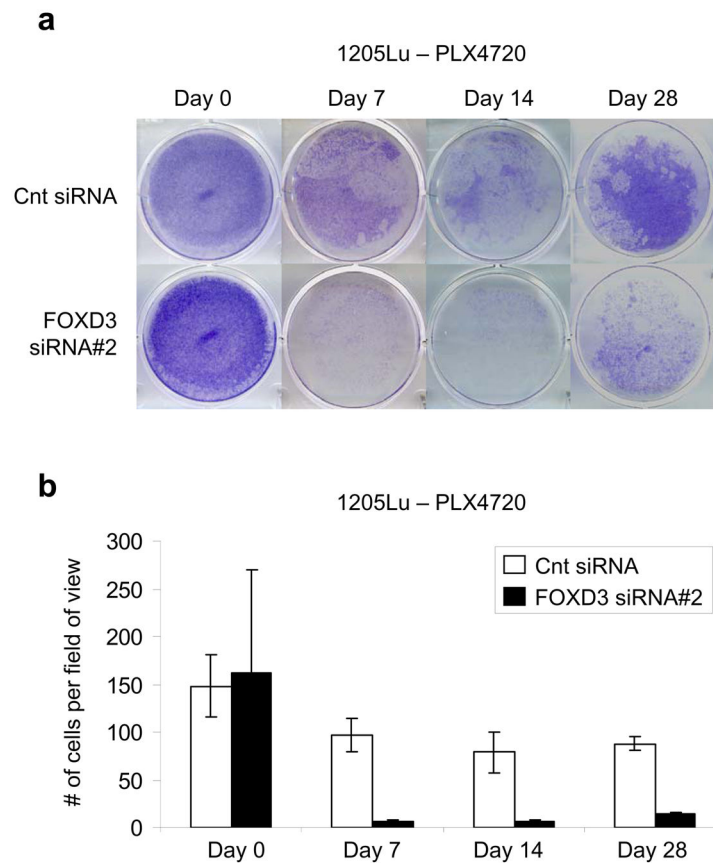 a
1205Lu – PLX4720
Day 0 Day 7 Day 14 Day 28
Cnt siRNA
FOXD3
siRNA#2
b
1205Lu – PLX4720
# of cells per field of view
300
250
200
150
100
50
0
Cnt siRNA
FOXD3 siRNA#2
Day 0 Day 7 Day 14 Day 28